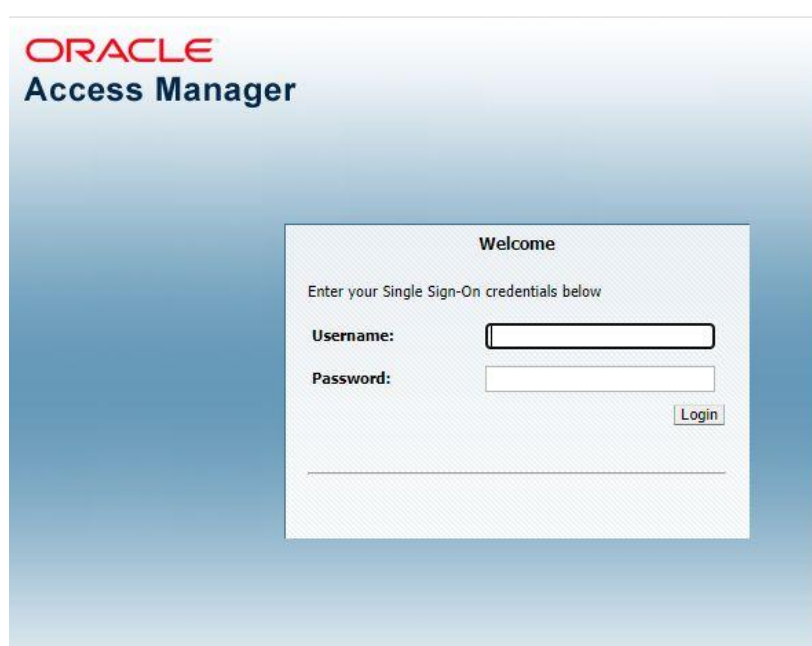 ORACLE
Access Manager
Welcome
Enter your Single Sign-On credentials below
Username:
Password:
Login